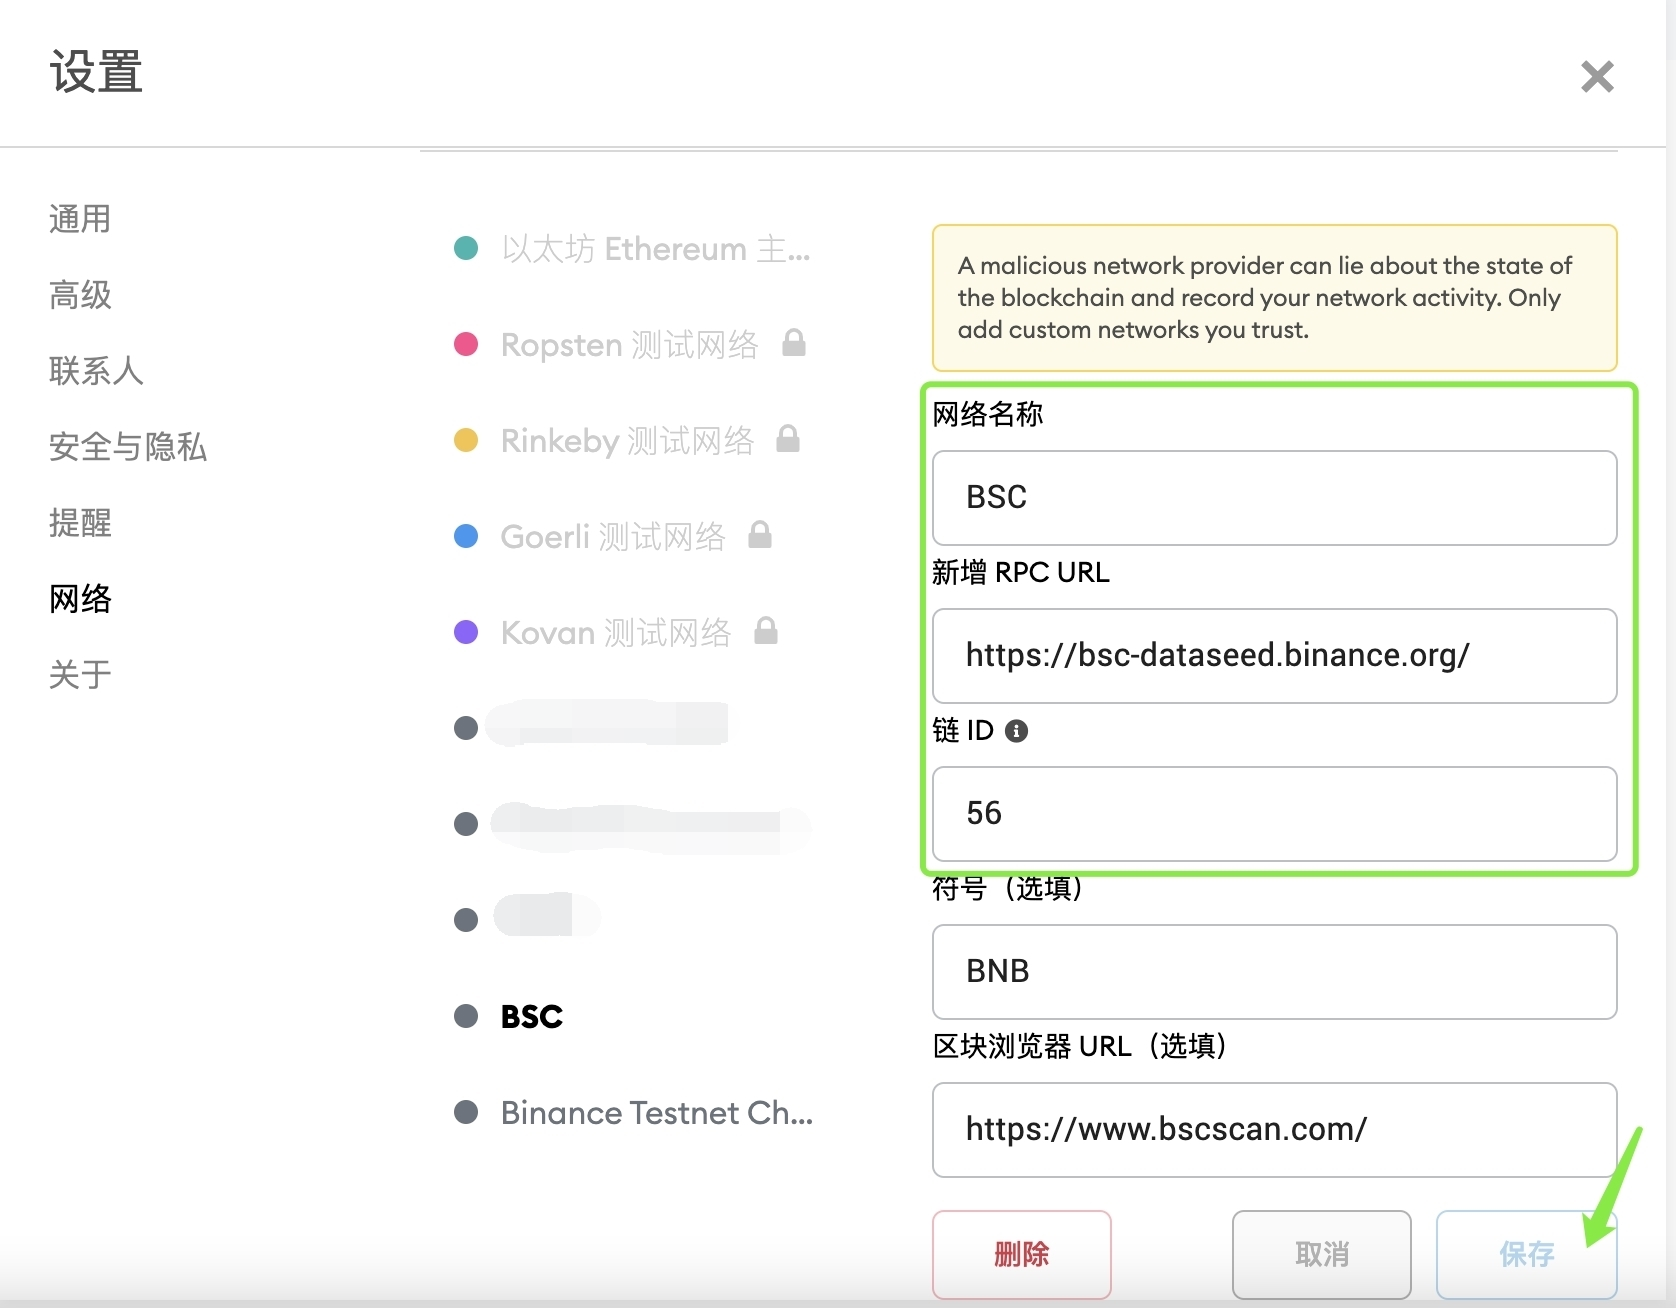 设置
通用
高级
联系人
安全与隐私
提醒
网络
关于
以太坊 Ethereum 主...
Ropsten 测试网络
Rinkeby 测试网络
Goerli 测试网络
Kovan 测试网络
BSC
Binance Testnet Ch...
A malicious network provider can lie about the state of
the blockchain and record your network activity. Only
add custom networks you trust.
网络名称
BSC
新增 RPC URL
https://bsc-dataseed.binance.org/
链 ID
56
符号（选填）
BNB
区块浏览器 URL（选填）
https://www.bscscan.com/
删除
取消
保存